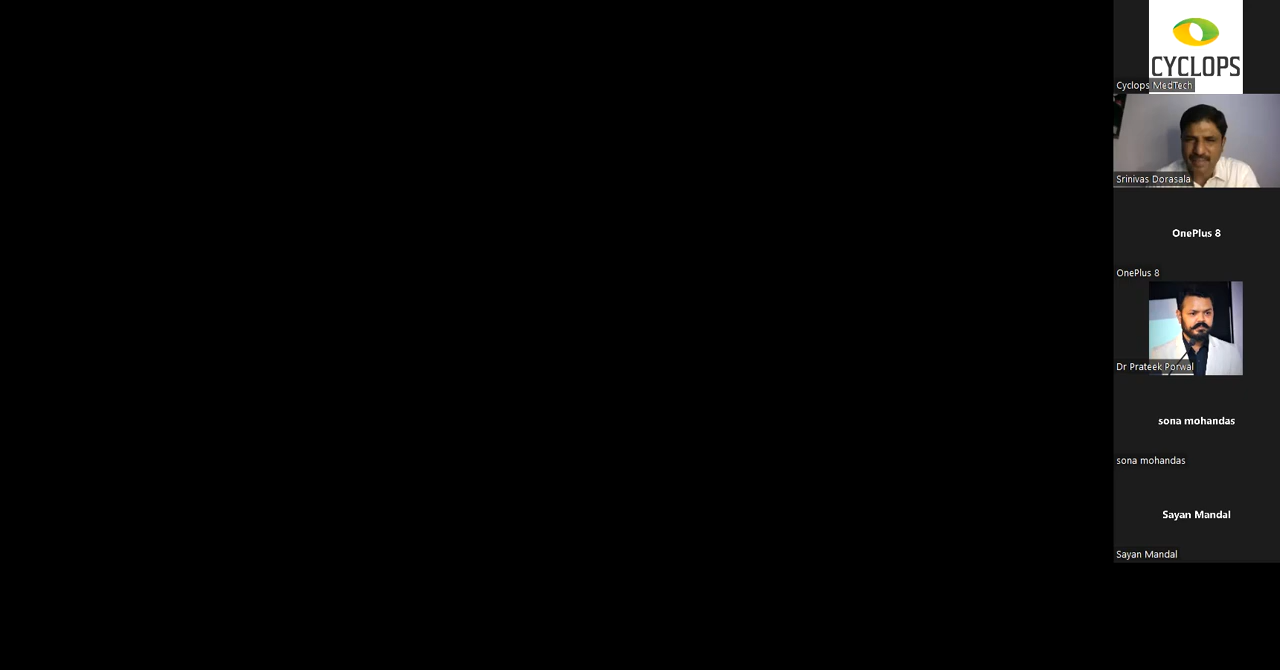 CYCLOPS
Cyclops MedTech
Srinivas Dorasala
OnePlus 8
OnePlus 8
Dr Prateek Porwal
sona mohandas
sona mohandas
Sayan Mandal
Sayan Mandal